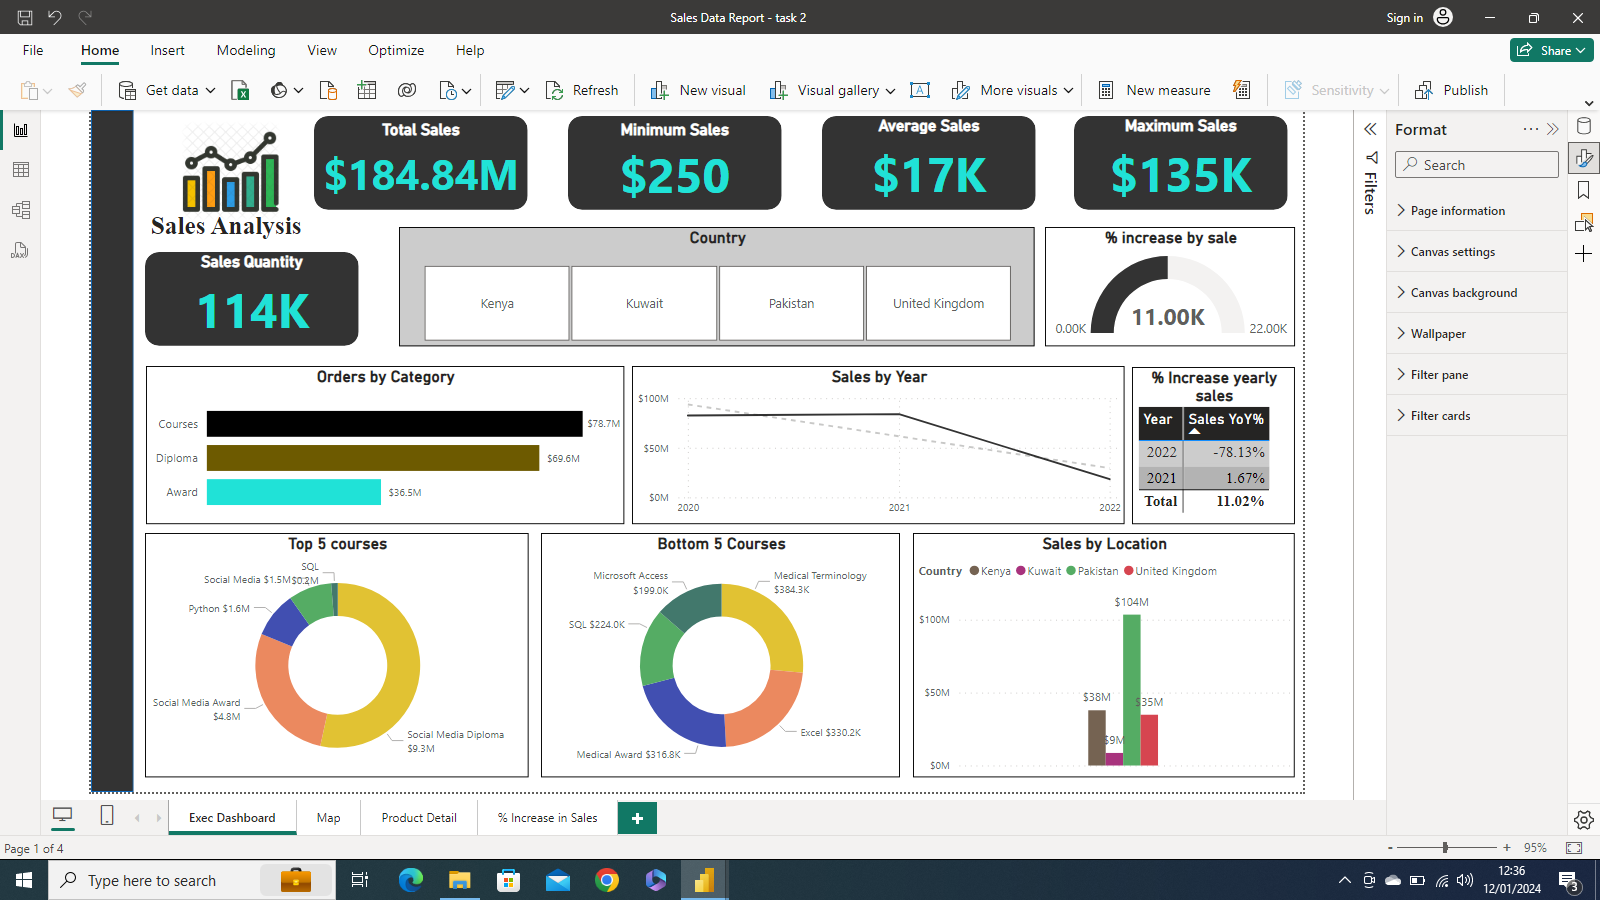 Sales Data Report - task 2
Sign in
File
Home
Insert
Modeling
View
Optimize
Help
Share
Get data
Refresh
New visual
Visual gallery
A
More visuals
New measure
Sensitivity
Publish
Sales Analysis
Total Sales
$184.84M
Minimum Sales
$250
Average Sales
$17K
Maximum Sales
$135K
Sales Quantity
114K
Country
Kenya
Kuwait
Pakistan
United Kingdom
% increase by sale
11.00K
0.00K
22.00K
Orders by Category
Courses
$78.7M
Diploma
$69.6M
Award
$36.5M
Sales by Year
$100M
$50M
$0M
2020
2021
2022
% Increase yearly
sales
Year Sales YoY%
2022 -78.13%
2021 1.67%
Total 11.02%
Top 5 courses
SQL
$0.2M
Social Media $1.5M
Python $1.6M
Social Media Award
$4.8M
Social Media Diploma
$9.3M
Bottom 5 Courses
Microsoft Access
$199.0K
Medical Terminology
$384.3K
SQL $224.0K
Excel $330.2K
Medical Award $316.8K
Sales by Location
Country Kenya Kuwait Pakistan United Kingdom
$104M
$100M
$50M
$38M
$35M
$9M
$0M
Filters
Format
Search
Page information
Canvas settings
Canvas background
Wallpaper
Filter pane
Filter cards
DAX
Exec Dashboard
Map
Product Detail
% Increase in Sales
Page 1 of 4
- + 95%
Type here to search
12:36
12/01/2024
3